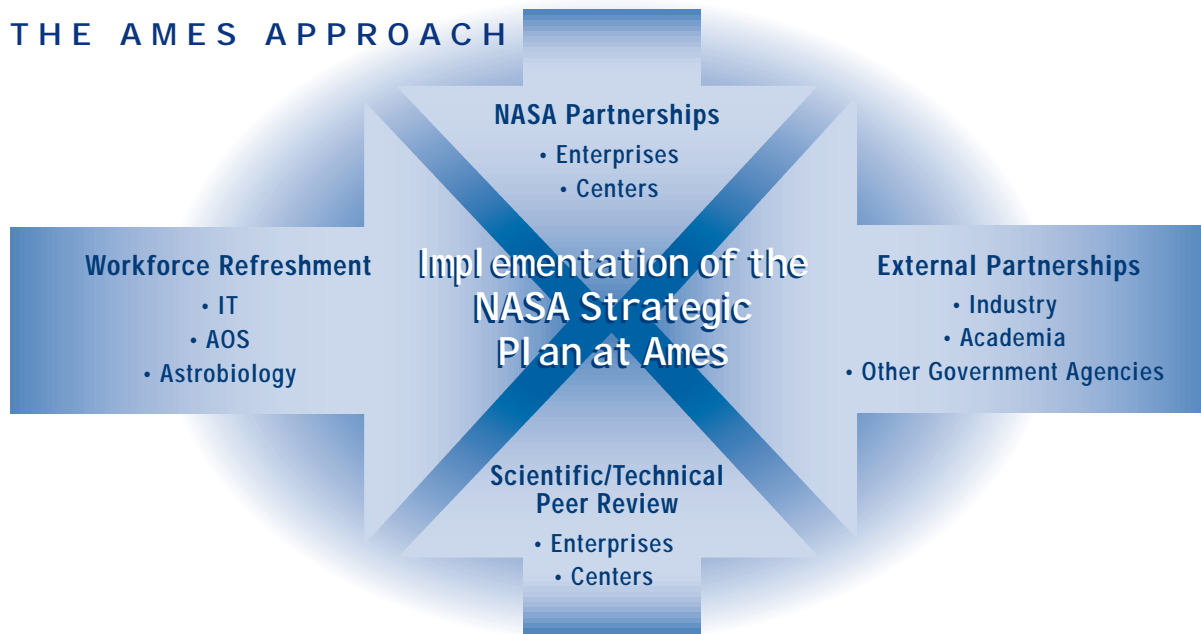 THE AMES APPROACH
NASA Partnerships
• Enterprises
• Centers
Workforce Refreshment
• IT
• AOS
• Astrobiology
Implementation of the
NASA Strategic
Plan at Ames
External Partnerships
• Industry
• Academia
• Other Government Agencies
Scientific/Technical
Peer Review
• Enterprises
• Centers